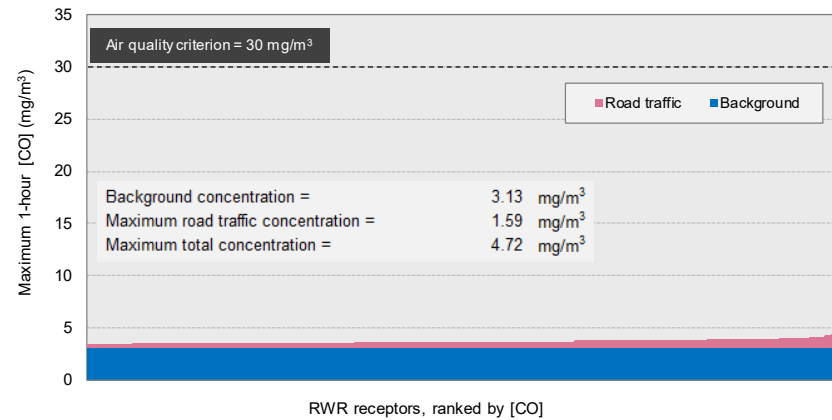 35
Air quality criterion = 30 mg/m³
30
Road traffic Background
25
20
Background concentration = 3.13 mg/m³
Maximum road traffic concentration = 1.59 mg/m³
Maximum total concentration = 4.72 mg/m³
15
10
5
0
Maximum 1-hour [CO] (mg/m³)
RWR receptors, ranked by [CO]